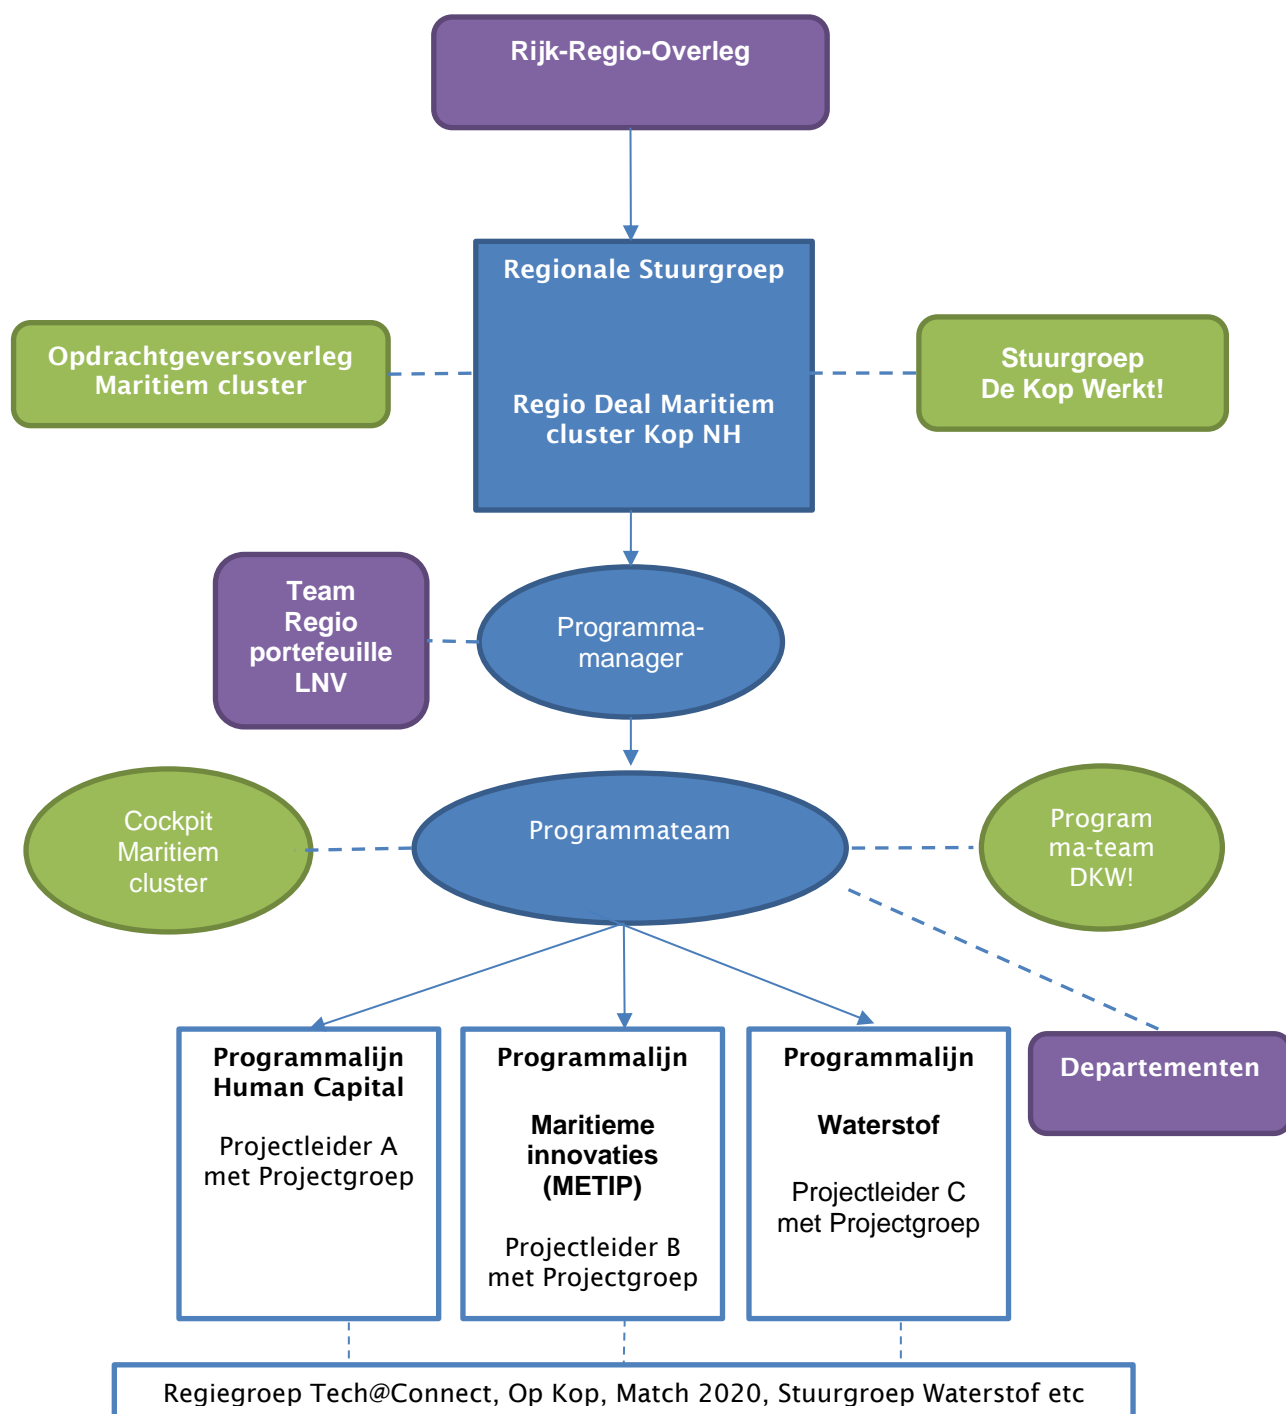 Rijk-Regio-Overleg
Regionale Stuurgroep
Regio Deal Maritiem
cluster Kop NH
Opdrachtgeversoverleg
Maritiem cluster
Stuurgroep
De Kop Werkt!
Team
Regio
portefeuille
LNV
Programma-
manager
Cockpit
Maritiem
cluster
Programmateam
Program
ma-team
DKW!
Programmalijn
Human Capital
Projectleider A
met Projectgroep
Programmalijn
Maritieme
innovaties
(METIP)
Projectleider B
met Projectgroep
Programmalijn
Waterstof
Projectleider C
met Projectgroep
Departementen
Regiegroep Tech@Connect, Op Kop, Match 2020, Stuurgroep Waterstof etc